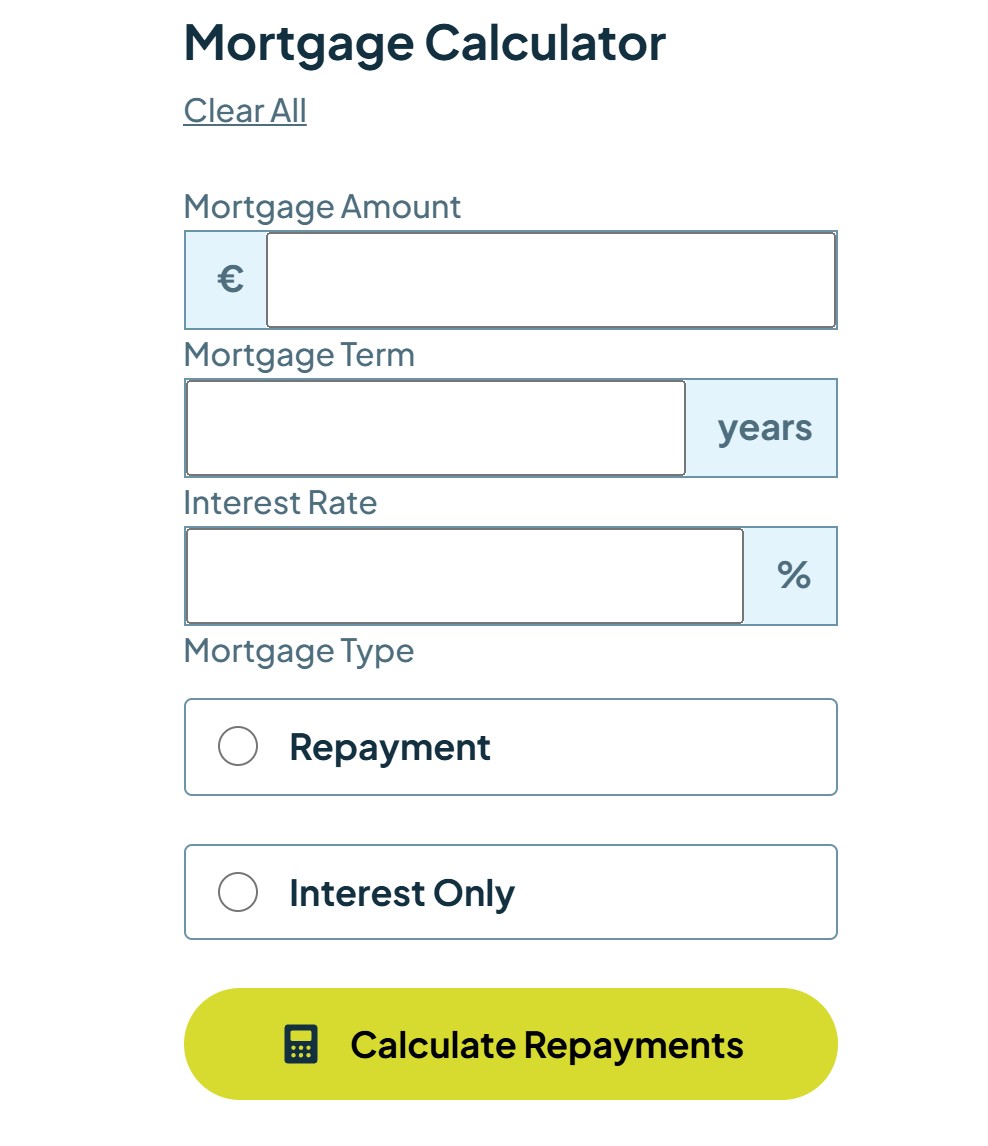 Mortgage Calculator
Clear All
Mortgage Amount
€
Mortgage Term
years
Interest Rate
%
Mortgage Type
Repayment
Interest Only
Calculate Repayments